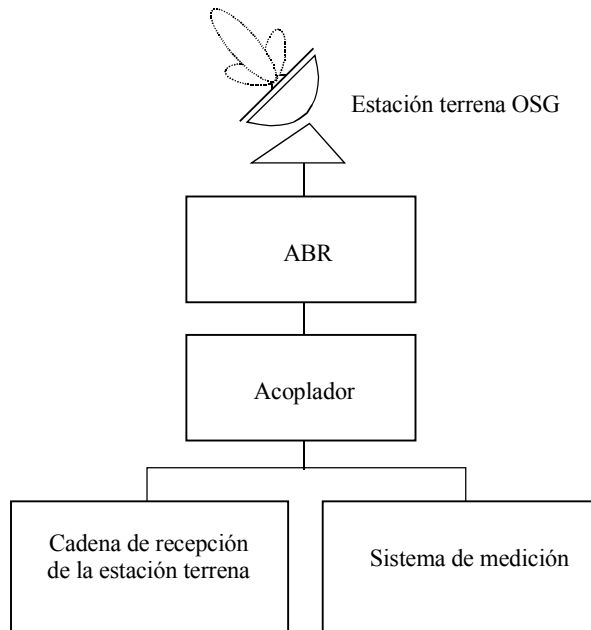 Estación terrena OSG
ABR
Acoplador
Cadena de recepción
de la estación terrena
Sistema de medición